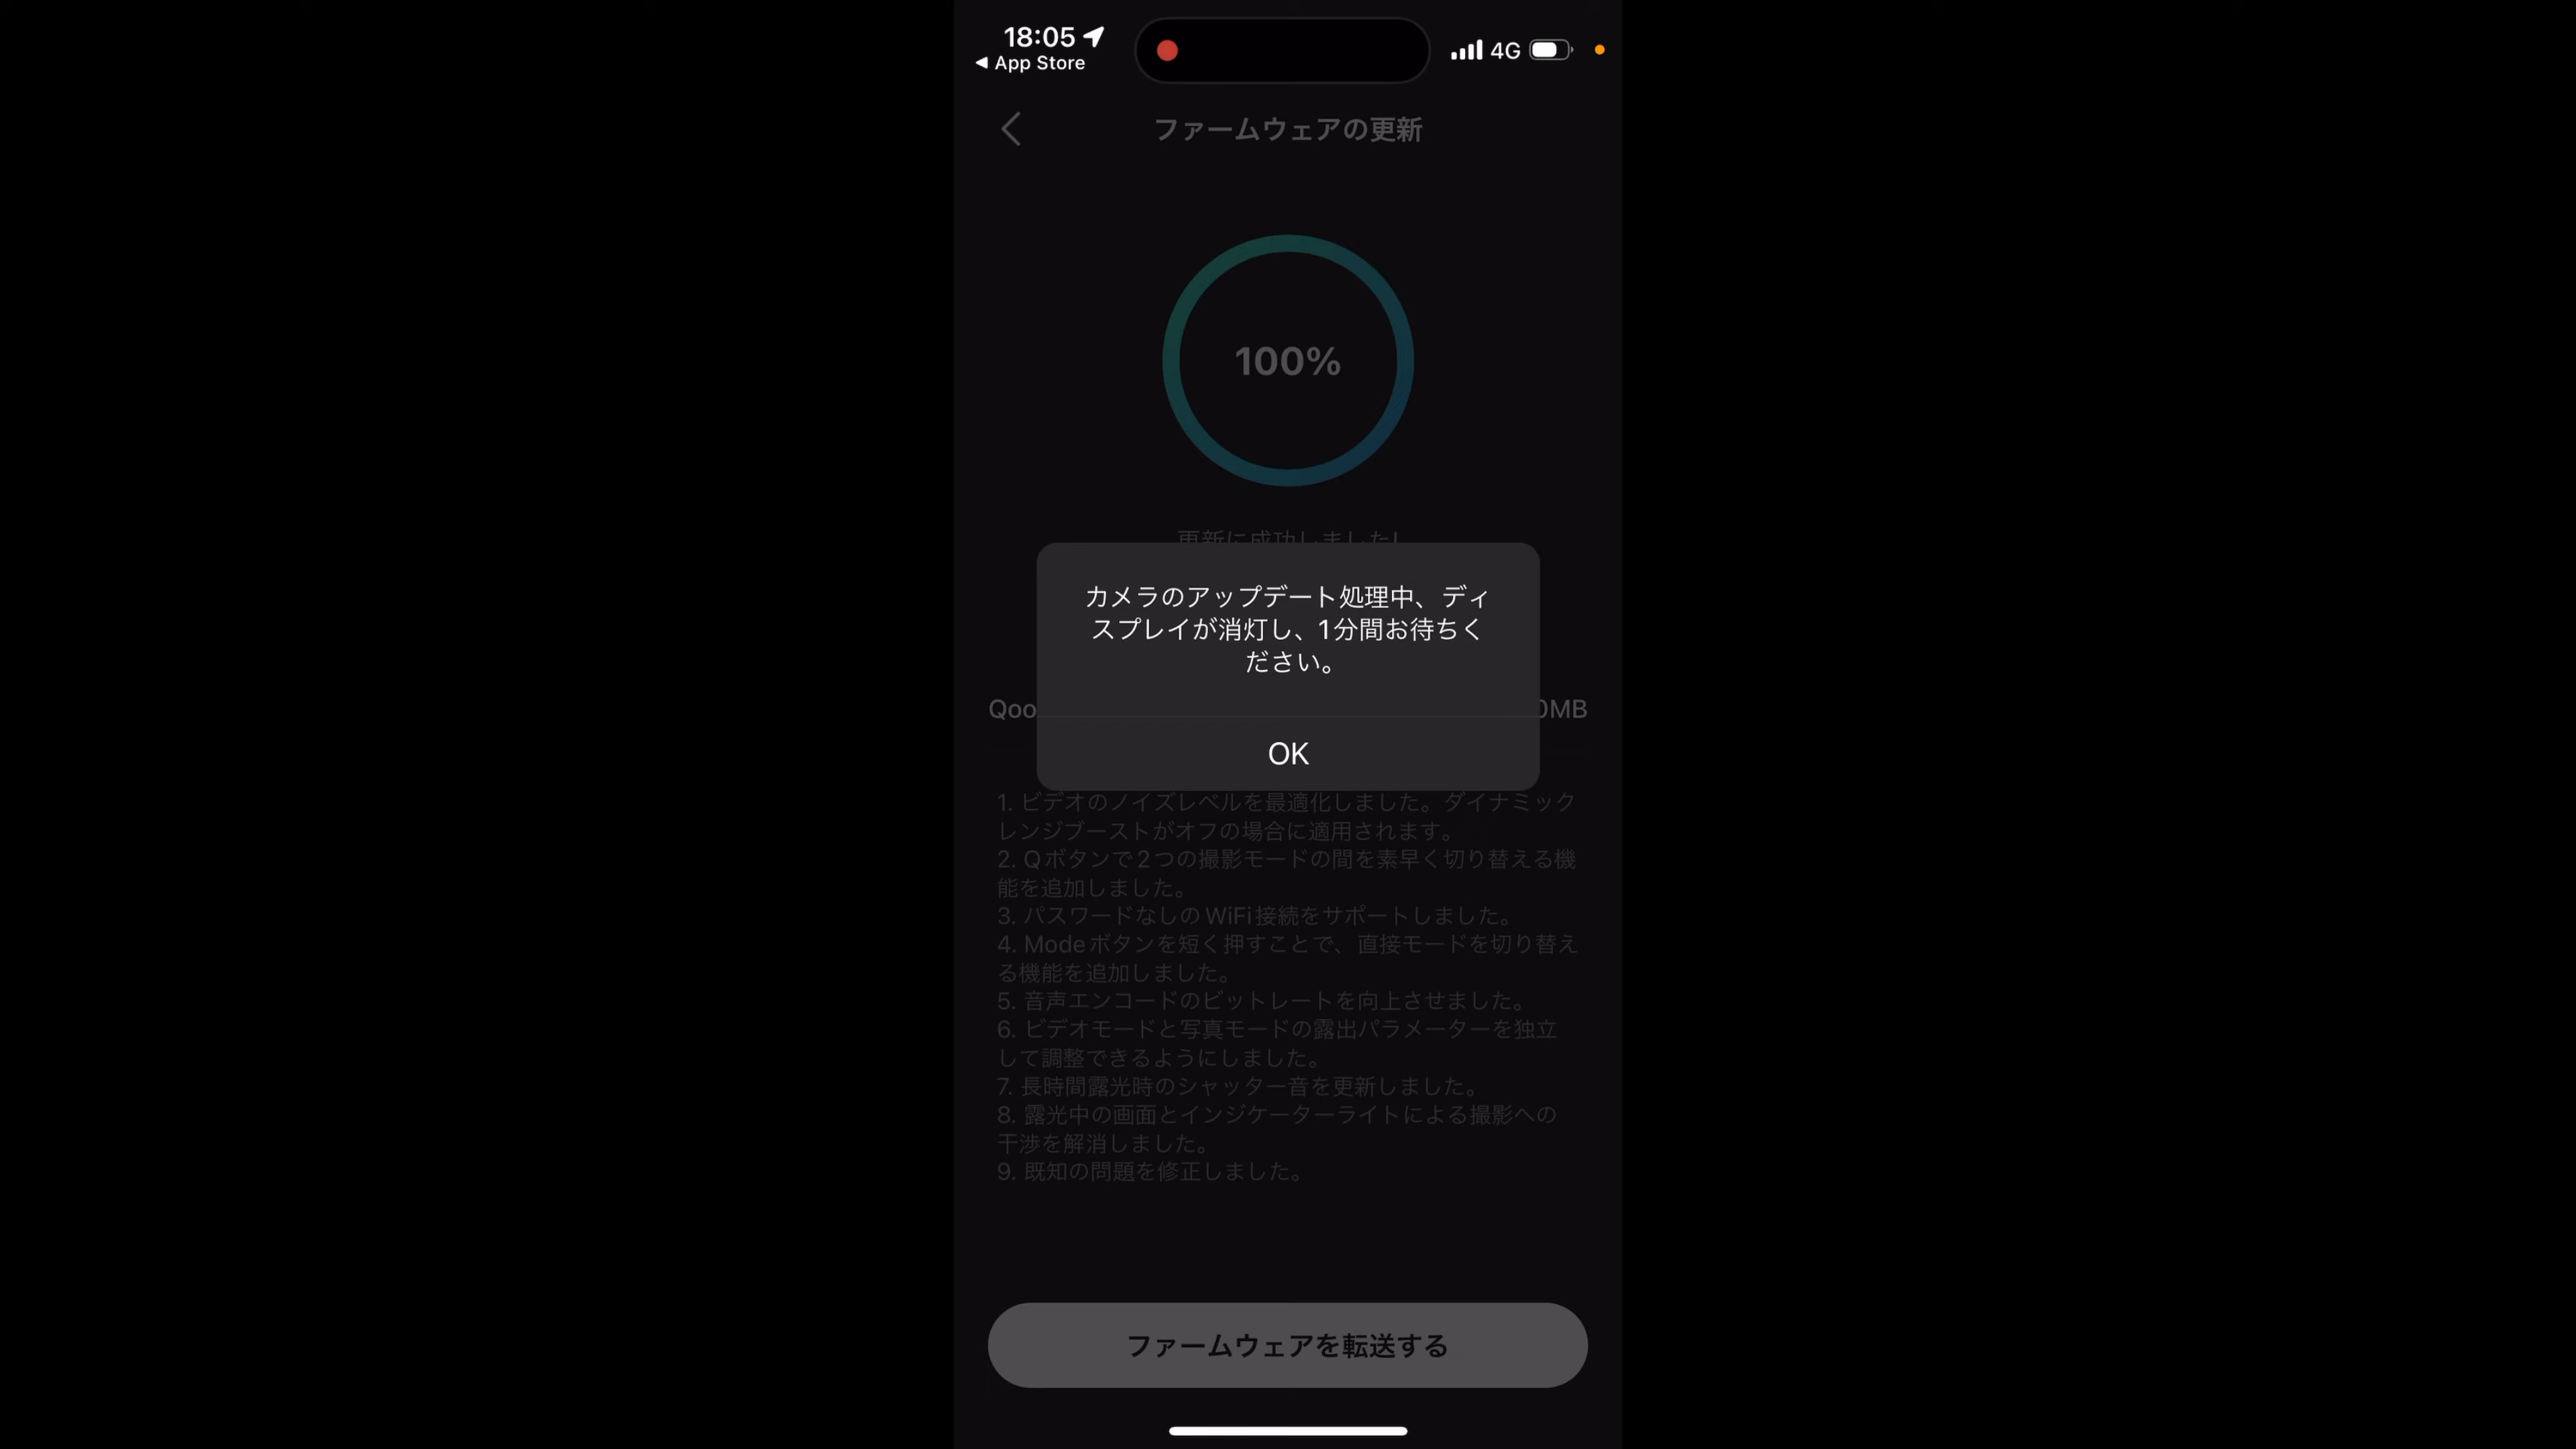 18:05
◀ App Store
4G
ファームウェアの更新
100%
更新に成功しました!
カメラのアップデート処理中、ディ
スプレイが消灯し、1分間お待ちく
ださい。
Qoo
0MB
OK
1. ビデオのノイズレベルを最適化しました。ダイナミック
レンジブーストがオフの場合に適用されます。
2. Qボタンで2つの撮影モードの間を素早く切り替える機
能を追加しました。
3. パスワードなしのWiFi接続をサポートしました。
4. Modeボタンを短く押すことで、直接モードを切り替え
る機能を追加しました。
5. 音声エンコードのビットレートを向上させました。
6. ビデオモードと写真モードの露出パラメーターを独立
して調整できるようにしました。
7. 長時間露光時のシャッター音を更新しました。
8. 露光中の画面とインジケーターライトによる撮影への
干渉を解消しました。
9. 既知の問題を修正しました。
ファームウェアを転送する